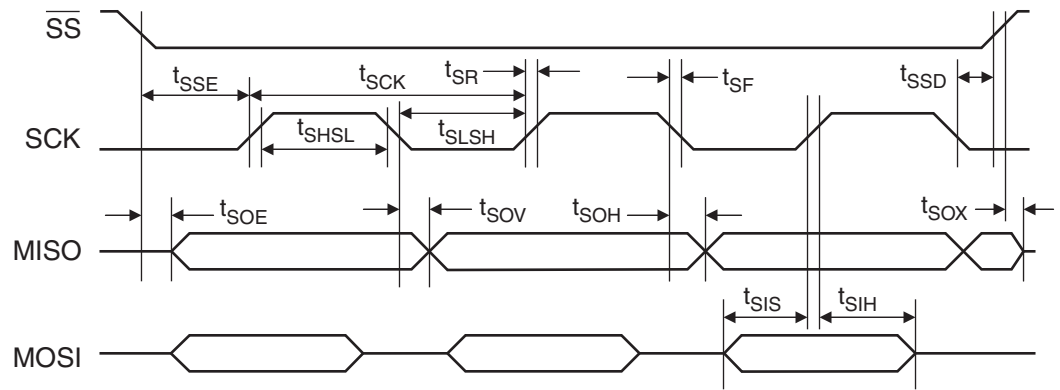 SS
tSSE
tSCK
tSR
tSF
tSSD
SCK
tSHSL
tSLSH
tSOE
tSOV
tSOH
tSOX
MISO
tSIS
tSIH
MOSI